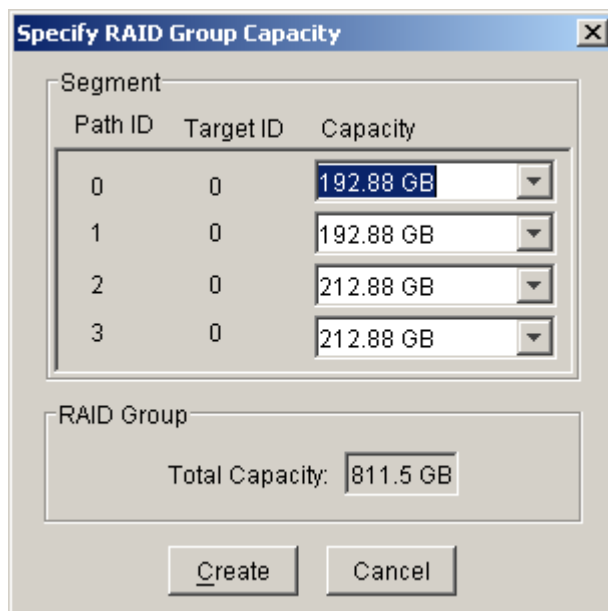 Specify RAID Group Capacity
Segment
Path ID Target ID Capacity
0 0 192.88 GB
1 0 192.88 GB
2 0 212.88 GB
3 0 212.88 GB
RAID Group
Total Capacity: 811.5 GB
Create Cancel